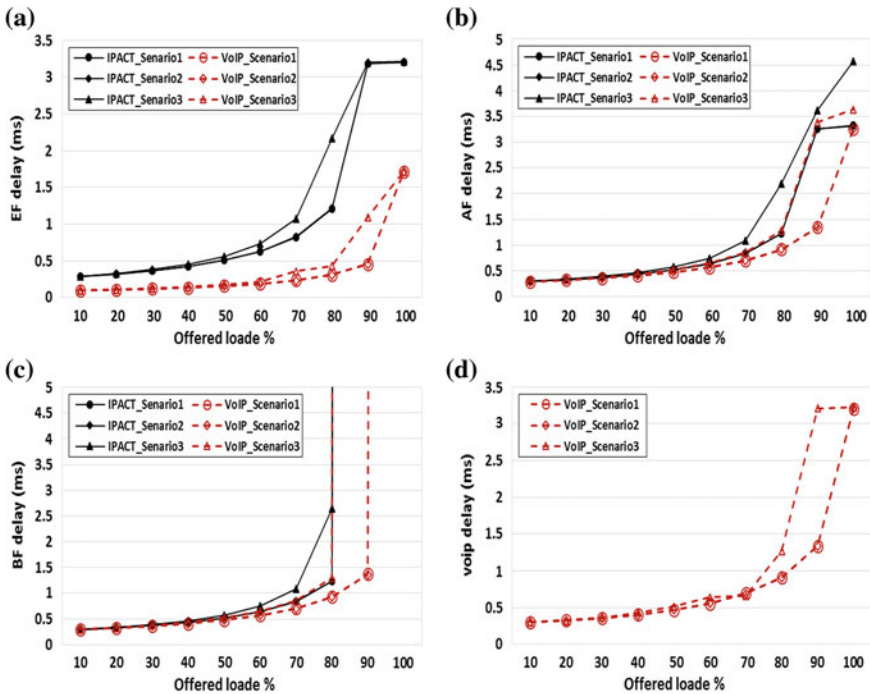 (a)
3.5
3
2.5
2
1.5
1
0.5
0
EF delay (ms)
IPACT_Senario1
IPACT_Senario2
IPACT_Senario3
VoIP_Scenario1
VoIP_Scenario2
VoIP_Scenario3
10 20 30 40 50 60 70 80 90 100
Offered loade %
(b)
5
4.5
4
3.5
3
2.5
2
1.5
1
0.5
0
AF delay (ms)
IPACT_Senario1
IPACT_Senario2
IPACT_Senario3
VoIP_Scenario1
VoIP_Scenario2
VoIP_Scenario3
10 20 30 40 50 60 70 80 90 100
Offered loade %
(c)
5
4.5
4
3.5
3
2.5
2
1.5
1
0.5
0
BF delay (ms)
IPACT_Senario1
IPACT_Senario2
IPACT_Senario3
VoIP_Scenario1
VoIP_Scenario2
VoIP_Scenario3
10 20 30 40 50 60 70 80 90 100
Offered loade %
(d)
3.5
3
2.5
2
1.5
1
0.5
0
voip delay (ms)
VoIP_Scenario1
VoIP_Scenario2
VoIP_Scenario3
10 20 30 40 50 60 70 80 90 100
Offered loade %